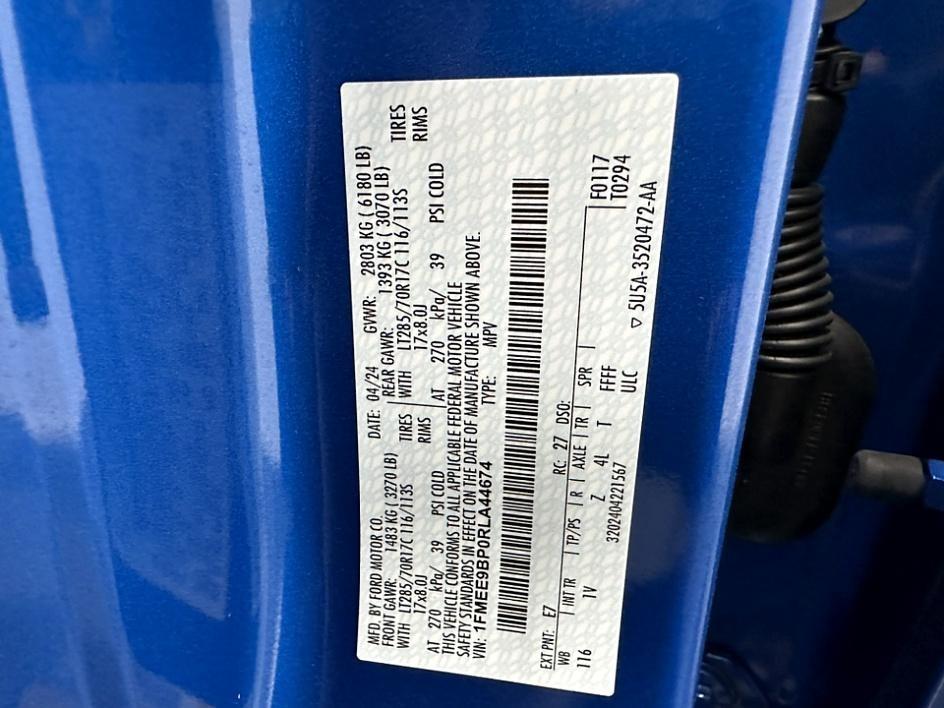 MFD. BY FORD MOTOR CO. DATE: 04/24 GVWR: 2803 KG ( 6180 LB)
FRONT GAWR: 1483 KG ( 3270 LB) REAR GAWR: 1393 KG ( 3070 LB)
WITH LT285/70R17C 116/113S TIRES WITH LT285/70R17C 116/113S TIRES
17x8.0J RIMS 17x8.0J RIMS
AT 270 kPa/ 39 PSI COLD AT 270 kPa/ 39 PSI COLD
THIS VEHICLE CONFORMS TO ALL APPLICABLE FEDERAL MOTOR VEHICLE
SAFETY STANDARDS IN EFFECT ON THE DATE OF MANUFACTURE SHOWN ABOVE.
VIN: 1FMEE9BP0RLA44674 TYPE: MPV
EXT PNT: E7 RC: 27 DSO:
WB INT TR TP/PS R AXLE TR SPR F0117
116 1V Z 4L T FFFF T0294
3202404221567 ULC
▽ 5U5A-3520472-AA